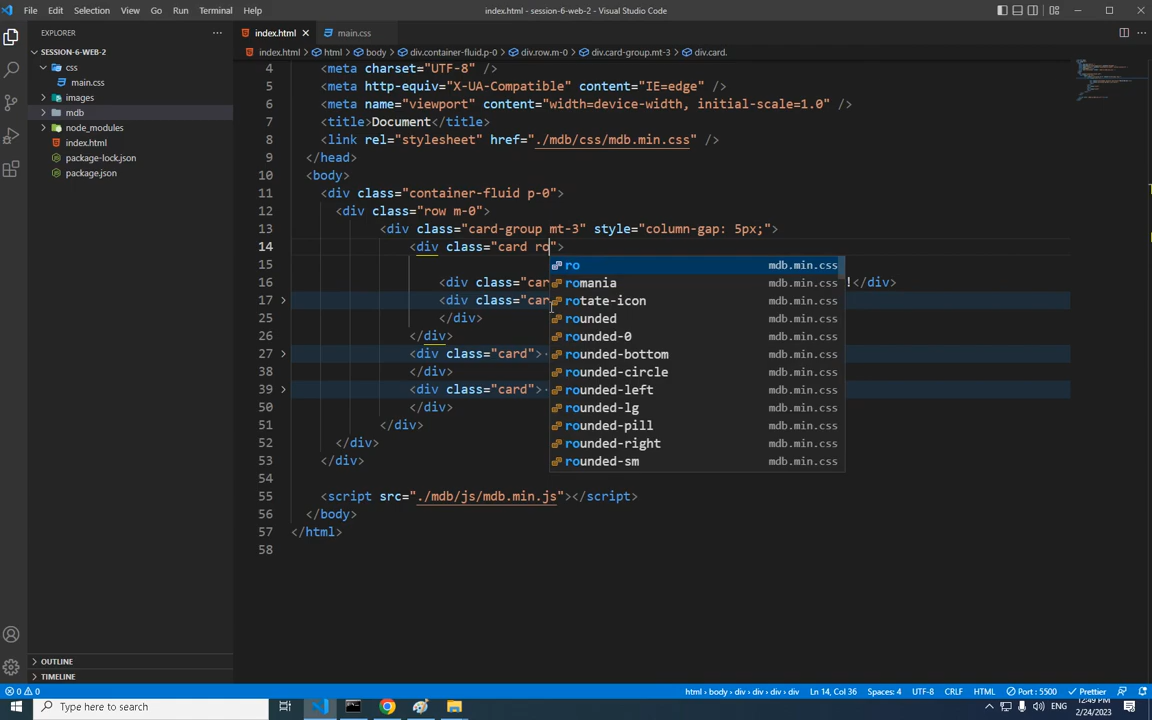 File Edit Selection View Go Run Terminal Help
index.html - session-6-web-2 - Visual Studio Code
EXPLORER
SESSION-6-WEB-2
css
main.css
images
mdb
node_modules
index.html
package-lock.json
package.json
OUTLINE
TIMELINE
index.html main.css
index.html > html > body > div.container-fluid.p-0 > div.row.m-0 > div.card-group.mt-3 > div.card.
4 <meta charset="UTF-8" />
5 <meta http-equiv="X-UA-Compatible" content="IE=edge" />
6 <meta name="viewport" content="width=device-width, initial-scale=1.0" />
7 <title>Document</title>
8 <link rel="stylesheet" href="./mdb/css/mdb.min.css" />
9 </head>
10 <body>
11 <div class="container-fluid p-0">
12 <div class="row m-0">
13 <div class="card-group mt-3" style="column-gap: 5px;">
14 <div class="card ro">
15
16 <div class="car !</div>
17 <div class="car
25 </div>
26 </div>
27 <div class="card">
38 </div>
39 <div class="card">
50 </div>
51 </div>
52 </div>
53 </div>
54
55 <script src="./mdb/js/mdb.min.js"></script>
56 </body>
57 </html>
58
ro mdb.min.css
romania mdb.min.css
rotate-icon mdb.min.css
rounded mdb.min.css
rounded-0 mdb.min.css
rounded-bottom mdb.min.css
rounded-circle mdb.min.css
rounded-left mdb.min.css
rounded-lg mdb.min.css
rounded-pill mdb.min.css
rounded-right mdb.min.css
rounded-sm mdb.min.css
0 0 html > body > div > div > div > div Ln 14, Col 36 Spaces: 4 UTF-8 CRLF HTML Port : 5500 Prettier
Type here to search
ENG
12:49 PM
2/24/2023